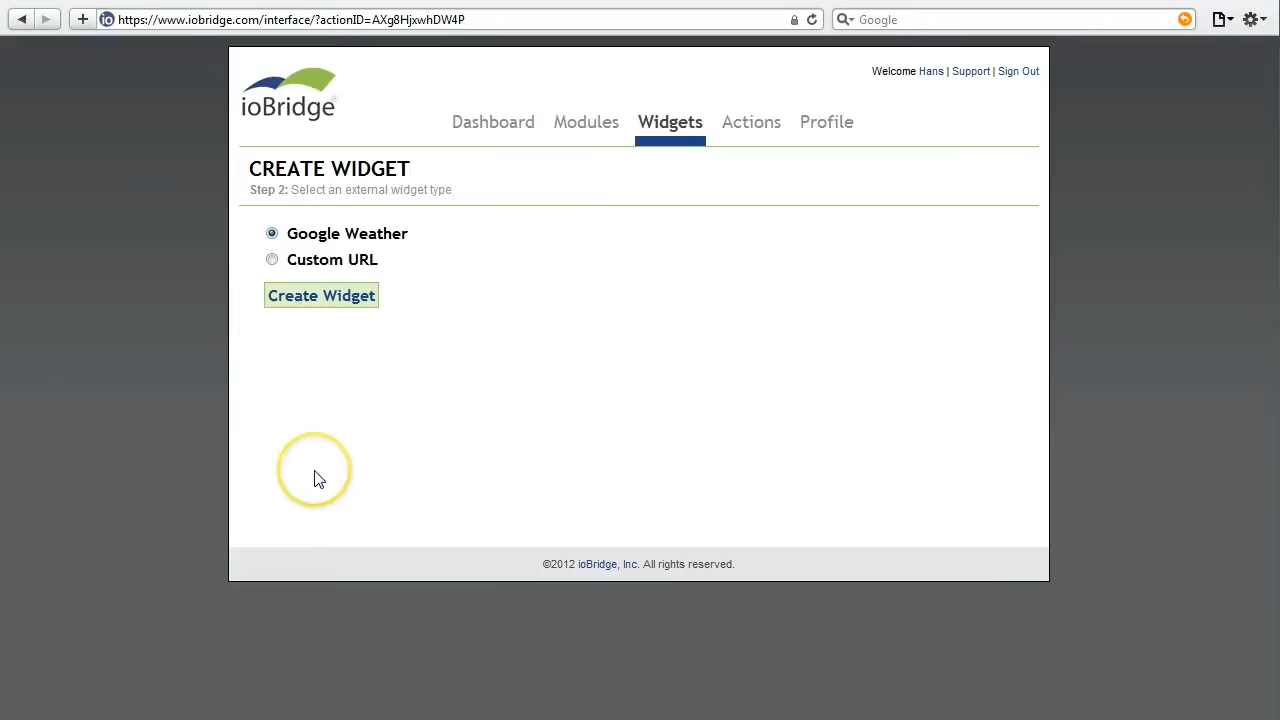 https://www.iobridge.com/interface/?actionID=AXg8HjxwhDW4P
Google
Welcome Hans | Support | Sign Out
ioBridge®
Dashboard Modules Widgets Actions Profile
CREATE WIDGET
Step 2: Select an external widget type
Google Weather
Custom URL
Create Widget
©2012 ioBridge, Inc. All rights reserved.